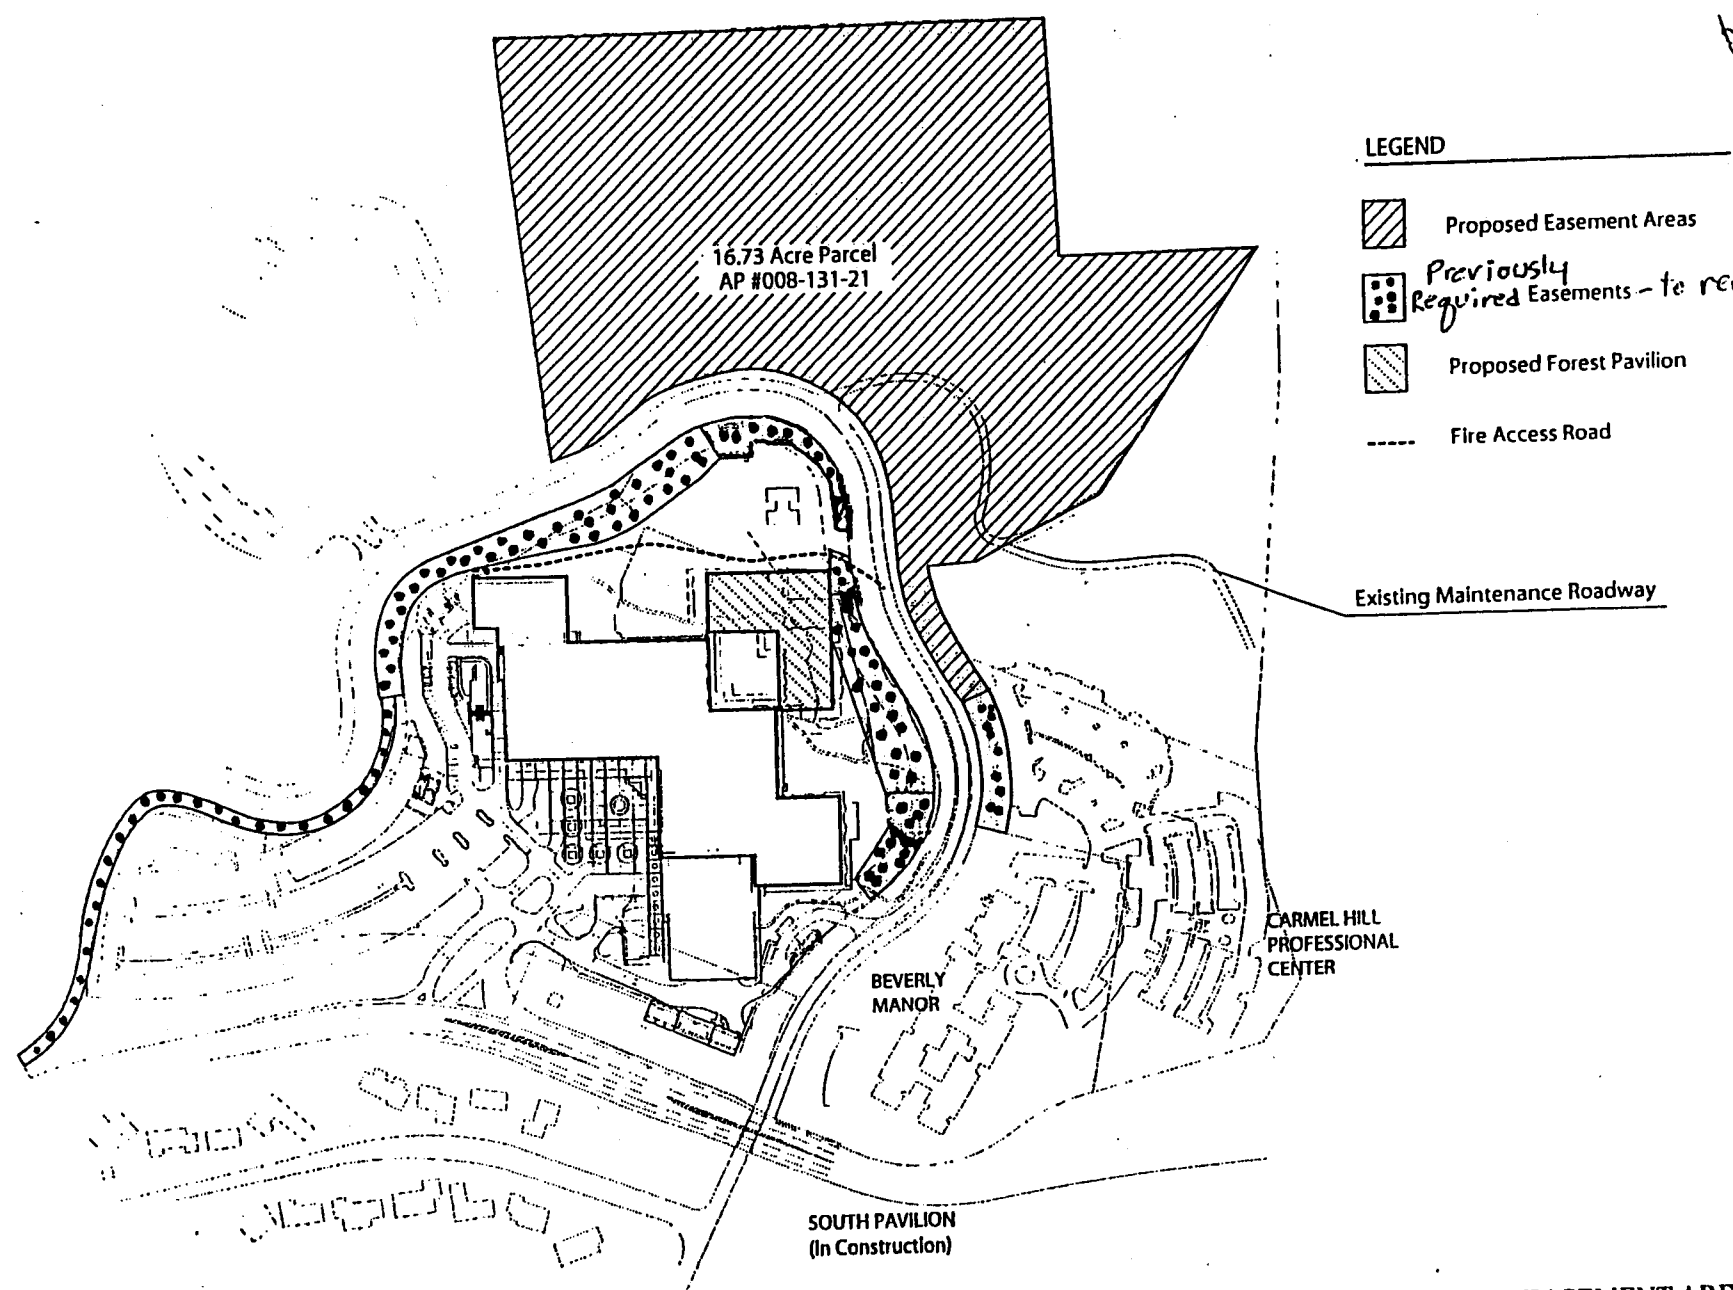 LEGEND
Proposed Easement Areas
Previously
Required Easements - to
Proposed Forest Pavilion
Fire Access Road
16.73 Acre Parcel
AP #008-131-21
Existing Maintenance Roadway
CARMEL HILL
PROFESSIONAL
CENTER
BEVERLY
MANOR
SOUTH PAVILION
(In Construction)